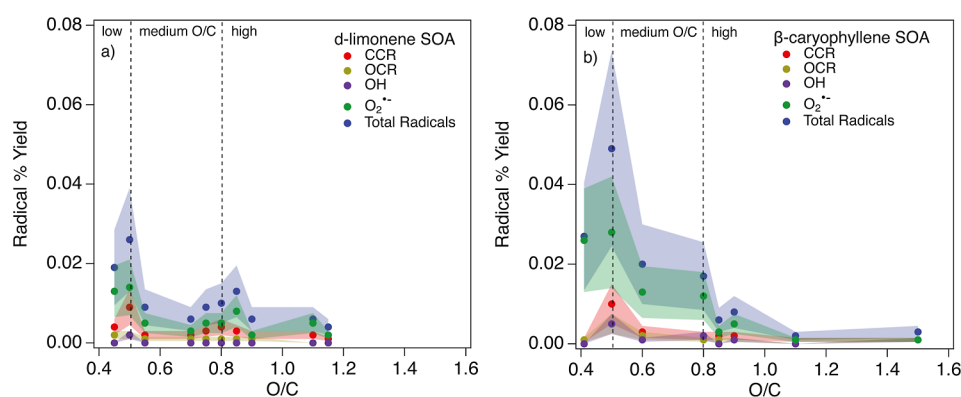 low medium O/C high
a)
d-limonene SOA
CCR
OCR
OH
O₂•-
Total Radicals
Radical % Yield
0.08
0.06
0.04
0.02
0.00
0.4 0.6 0.8 1.0 1.2 1.4 1.6
O/C
low medium O/C high
b)
β-caryophyllene SOA
CCR
OCR
OH
O₂•-
Total Radicals
Radical % Yield
0.08
0.06
0.04
0.02
0.00
0.4 0.6 0.8 1.0 1.2 1.4 1.6
O/C